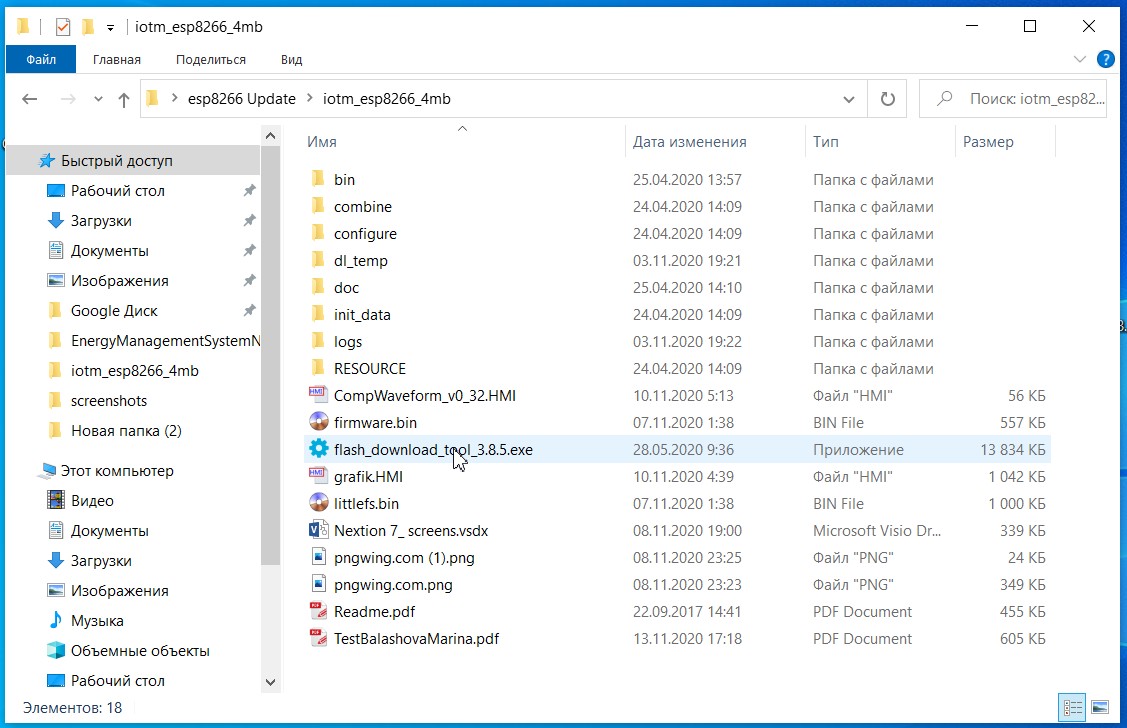 iotm_esp8266_4mb
Файл Главная Поделиться Вид
esp8266 Update iotm_esp8266_4mb Поиск: iotm_esp82...
Имя Дата изменения Тип Размер
Быстрый доступ
Рабочий стол
Загрузки
Документы
Изображения
Google Диск
EnergyManagementSystemN
iotm_esp8266_4mb
screenshots
Новая папка (2)
Этот компьютер
Видео
Документы
Загрузки
Изображения
Музыка
Объемные объекты
Рабочий стол
bin 25.04.2020 13:57 Папка с файлами
combine 24.04.2020 14:09 Папка с файлами
configure 24.04.2020 14:09 Папка с файлами
dl_temp 03.11.2020 19:21 Папка с файлами
doc 25.04.2020 14:10 Папка с файлами
init_data 24.04.2020 14:09 Папка с файлами
logs 03.11.2020 19:22 Папка с файлами
RESOURCE 24.04.2020 14:09 Папка с файлами
CompWaveform_v0_32.HMI 10.11.2020 5:13 Файл "HMI" 56 КБ
firmware.bin 07.11.2020 1:38 BIN File 557 КБ
flash_download_tool_3.8.5.exe 28.05.2020 9:36 Приложение 13 834 КБ
grafik.HMI 10.11.2020 4:39 Файл "HMI" 1 042 КБ
littlefs.bin 07.11.2020 1:38 BIN File 1 000 КБ
Nextion 7_ screens.vsdx 08.11.2020 19:00 Microsoft Visio Dr... 339 КБ
pngwing.com (1).png 08.11.2020 23:25 Файл "PNG" 24 КБ
pngwing.com.png 08.11.2020 23:23 Файл "PNG" 349 КБ
Readme.pdf 22.09.2017 14:41 PDF Document 455 КБ
TestBalashovaMarina.pdf 13.11.2020 17:18 PDF Document 605 КБ
Элементов: 18